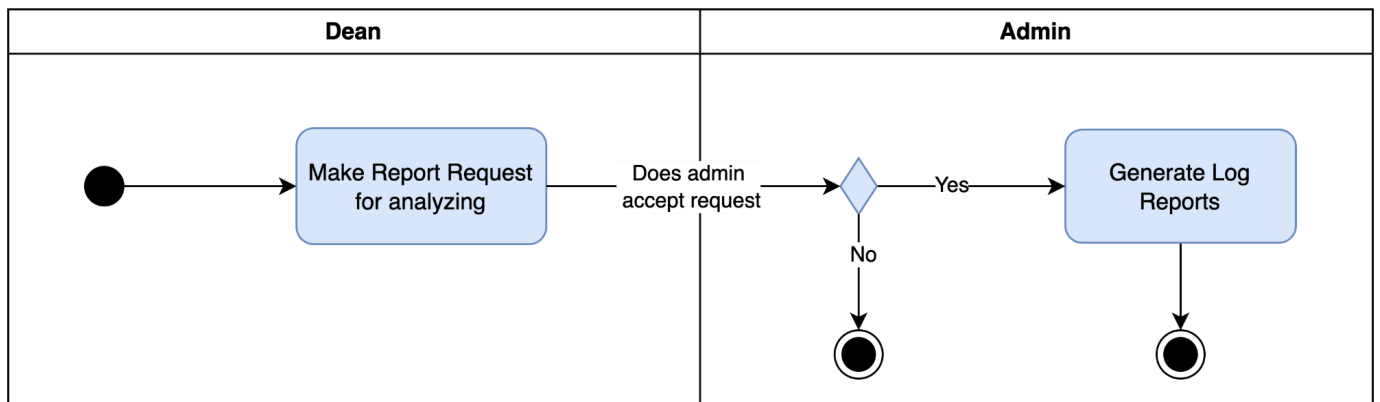 Dean
Admin
Make Report Request
for analyzing
Does admin
accept request
Yes
Generate Log
Reports
No